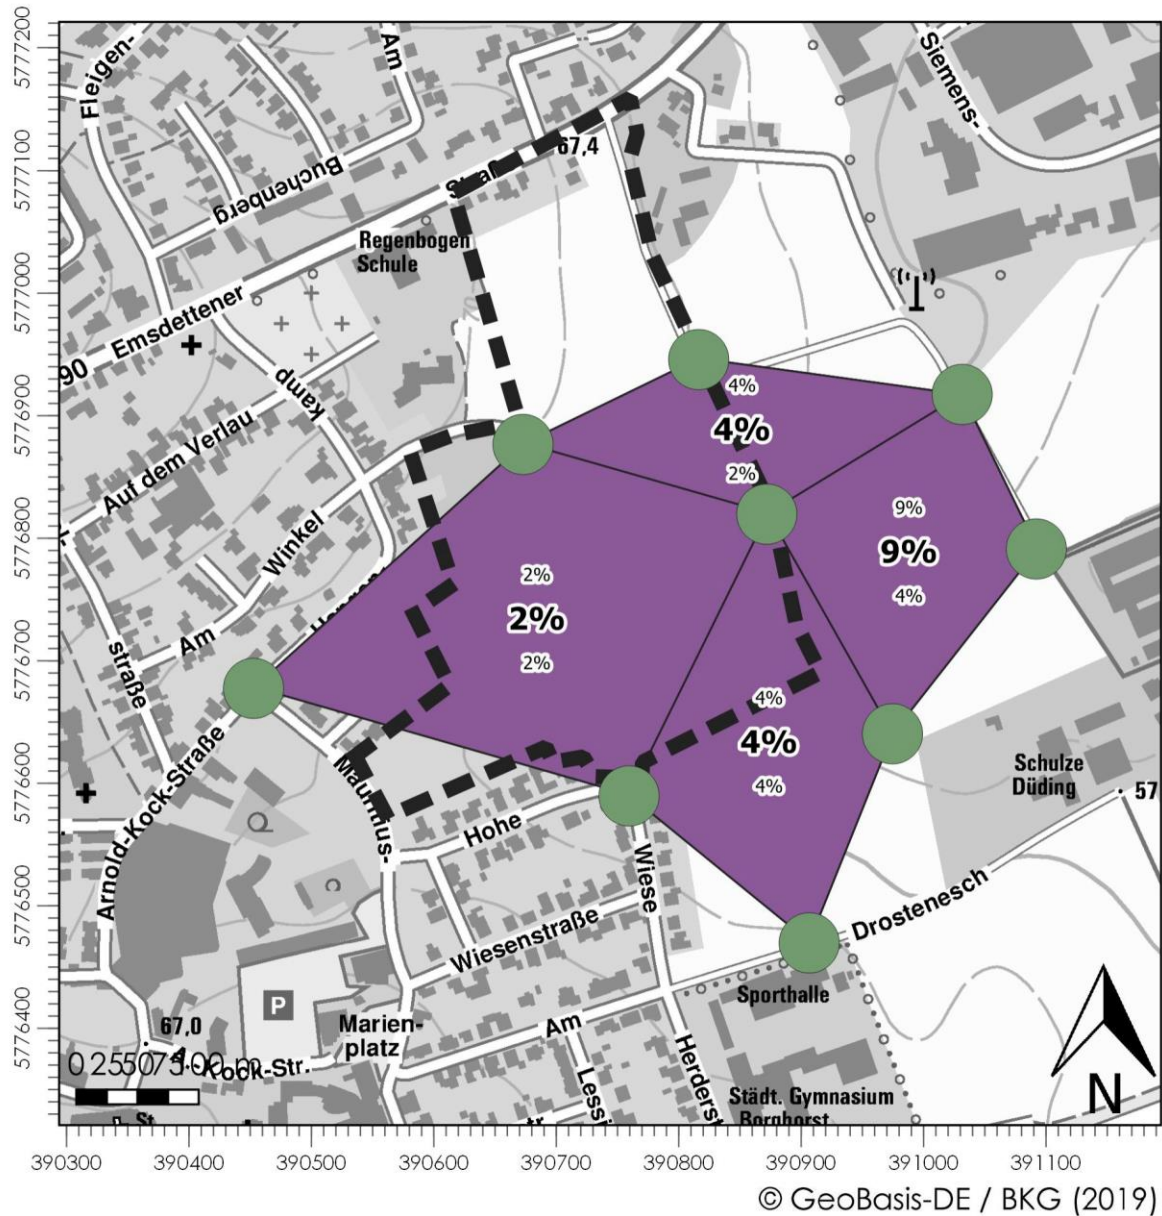 5777200
5777100
5777000
5776900
5776800
5776700
5776600
5776500
5776400
Fleigen-
Am
Siemens-
Buchenberg
67,4
Regenbogen
Schule
Emsdettener
90
Kamp
Auf dem Verlau
Winkel
Am
straße
4%
4%
2%
9%
9%
4%
2%
2%
2%
4%
4%
4%
Arnold-Kock-Straße
Hohe
Wiese
Wiesenstraße
Schulze
Düding
57
Drostenesch
Sporthalle
P
Marien-
platz
Am
67,0
Kock-Str.
Herderst
Lessi
Städt. Gymnasium
Borghorst
St
N
390300
390400
390500
390600
390700
390800
390900
391000
391100
© GeoBasis-DE / BKG (2019)